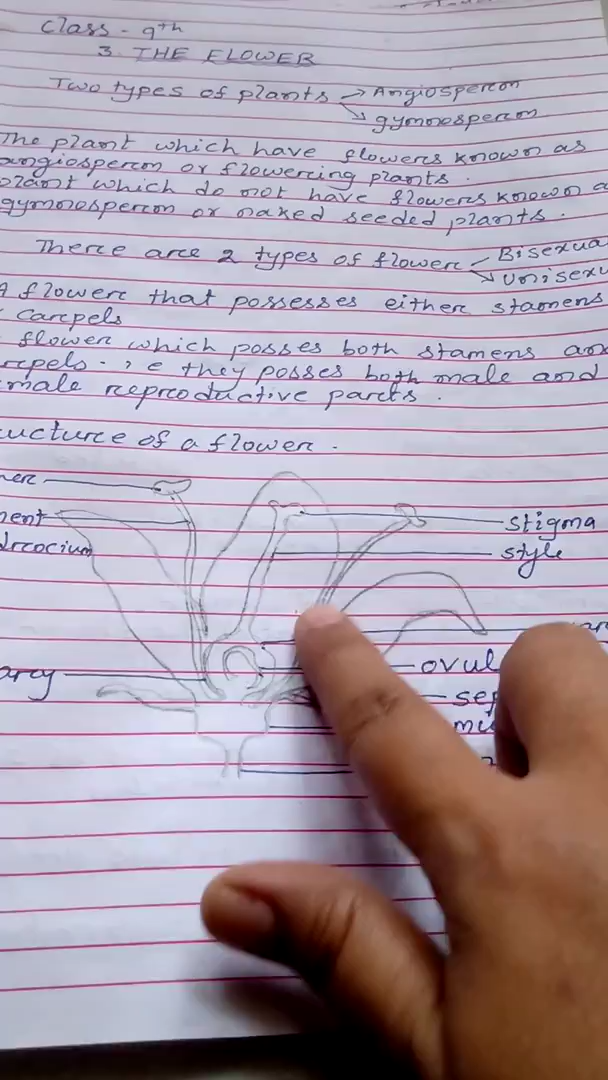 Class - 9th
3. THE FLOWER
Two types of plants → Angiosperm
↘ gymnosperm
The plant which have flowers known as
angiosperm or flowering plants.
plant which do not have flowers known a
gymnosperm or naked seeded plants.
There are 2 types of flower - Bisexua
↘ Unisexu
A flower that possesses either stamens
Carpels
flower which posses both stamens an
rpels. i e they posses both male and
male reproductive parts.
ucture of a flower.
her
ment
drocium
stigma
style
ar
ary
ovul
sep